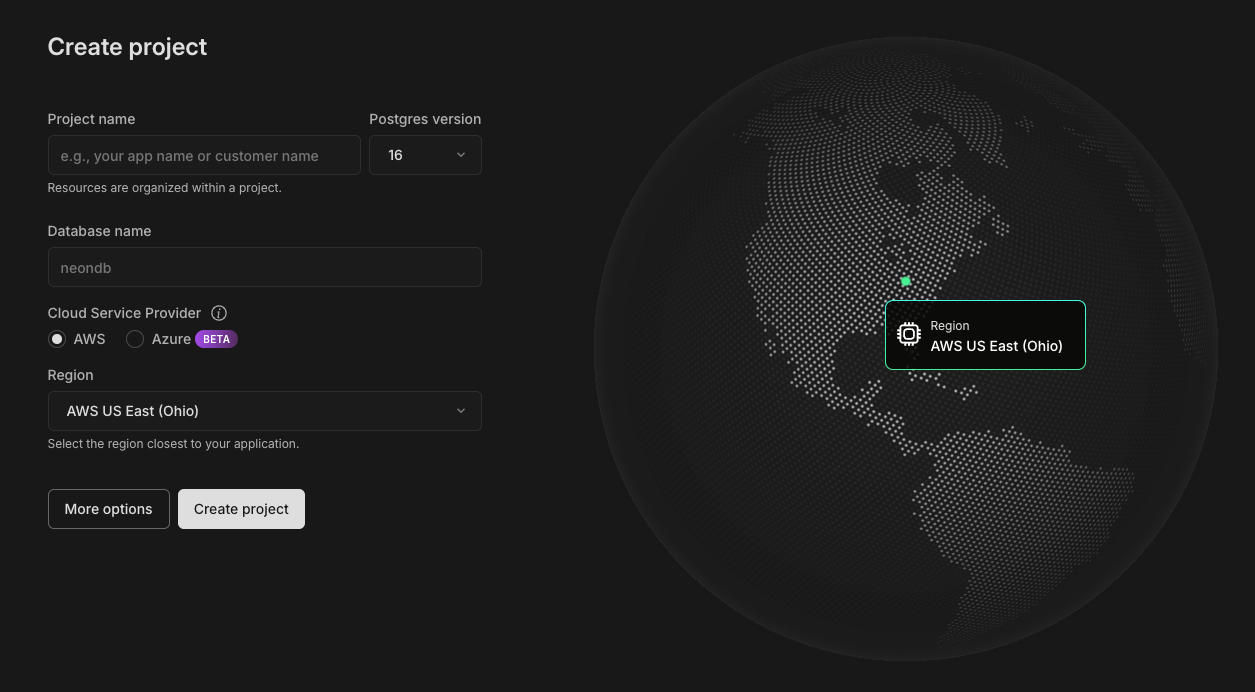 Create project
Project name
Postgres version
e.g., your app name or customer name
16
Resources are organized within a project.
Database name
neondb
Cloud Service Provider
AWS
Azure BETA
Region
AWS US East (Ohio)
Select the region closest to your application.
More options
Create project
Region
AWS US East (Ohio)